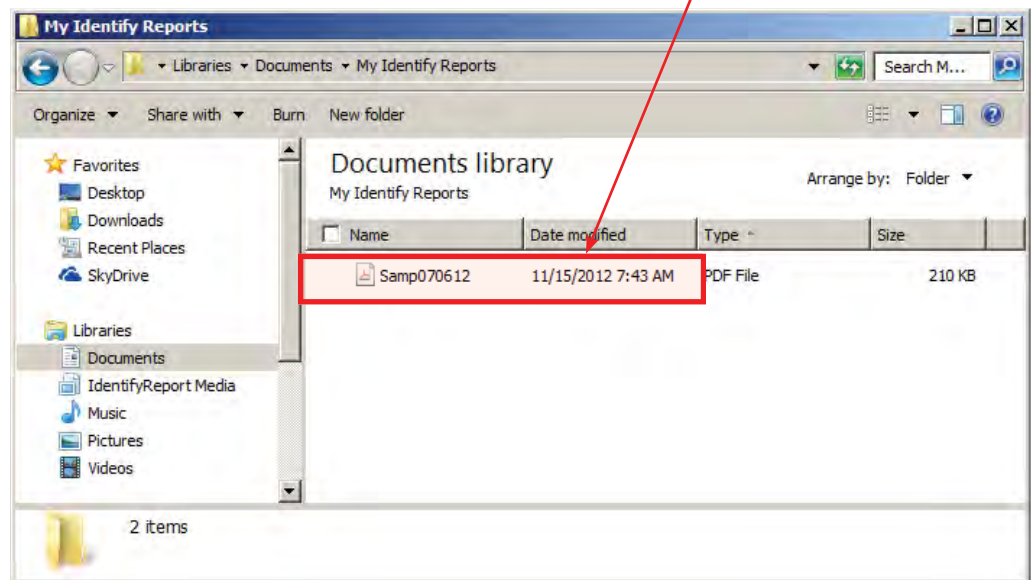 My Identify Reports
Libraries Documents My Identify Reports Search M...
Organize Share with Burn New folder
Favorites
Desktop
Downloads
Recent Places
SkyDrive
Libraries
Documents
IdentifyReport Media
Music
Pictures
Videos
Documents library
My Identify Reports
Arrange by: Folder
Name Date modified Type Size
Samp070612 11/15/2012 7:43 AM PDF File 210 KB
2 items